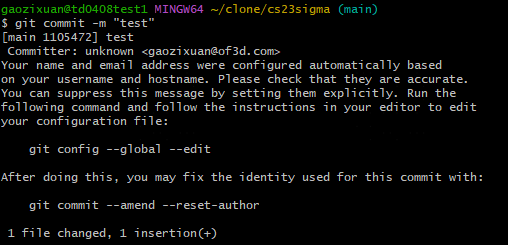 gaozixuan@td0408test1 MINGW64 ~/clone/cs23sigma (main)
$ git commit -m "test"
[main 1105472] test
 Committer: unknown <gaozixuan@of3d.com>
Your name and email address were configured automatically based
on your username and hostname. Please check that they are accurate.
You can suppress this message by setting them explicitly. Run the
following command and follow the instructions in your editor to edit
your configuration file:

    git config --global --edit

After doing this, you may fix the identity used for this commit with:

    git commit --amend --reset-author

 1 file changed, 1 insertion(+)